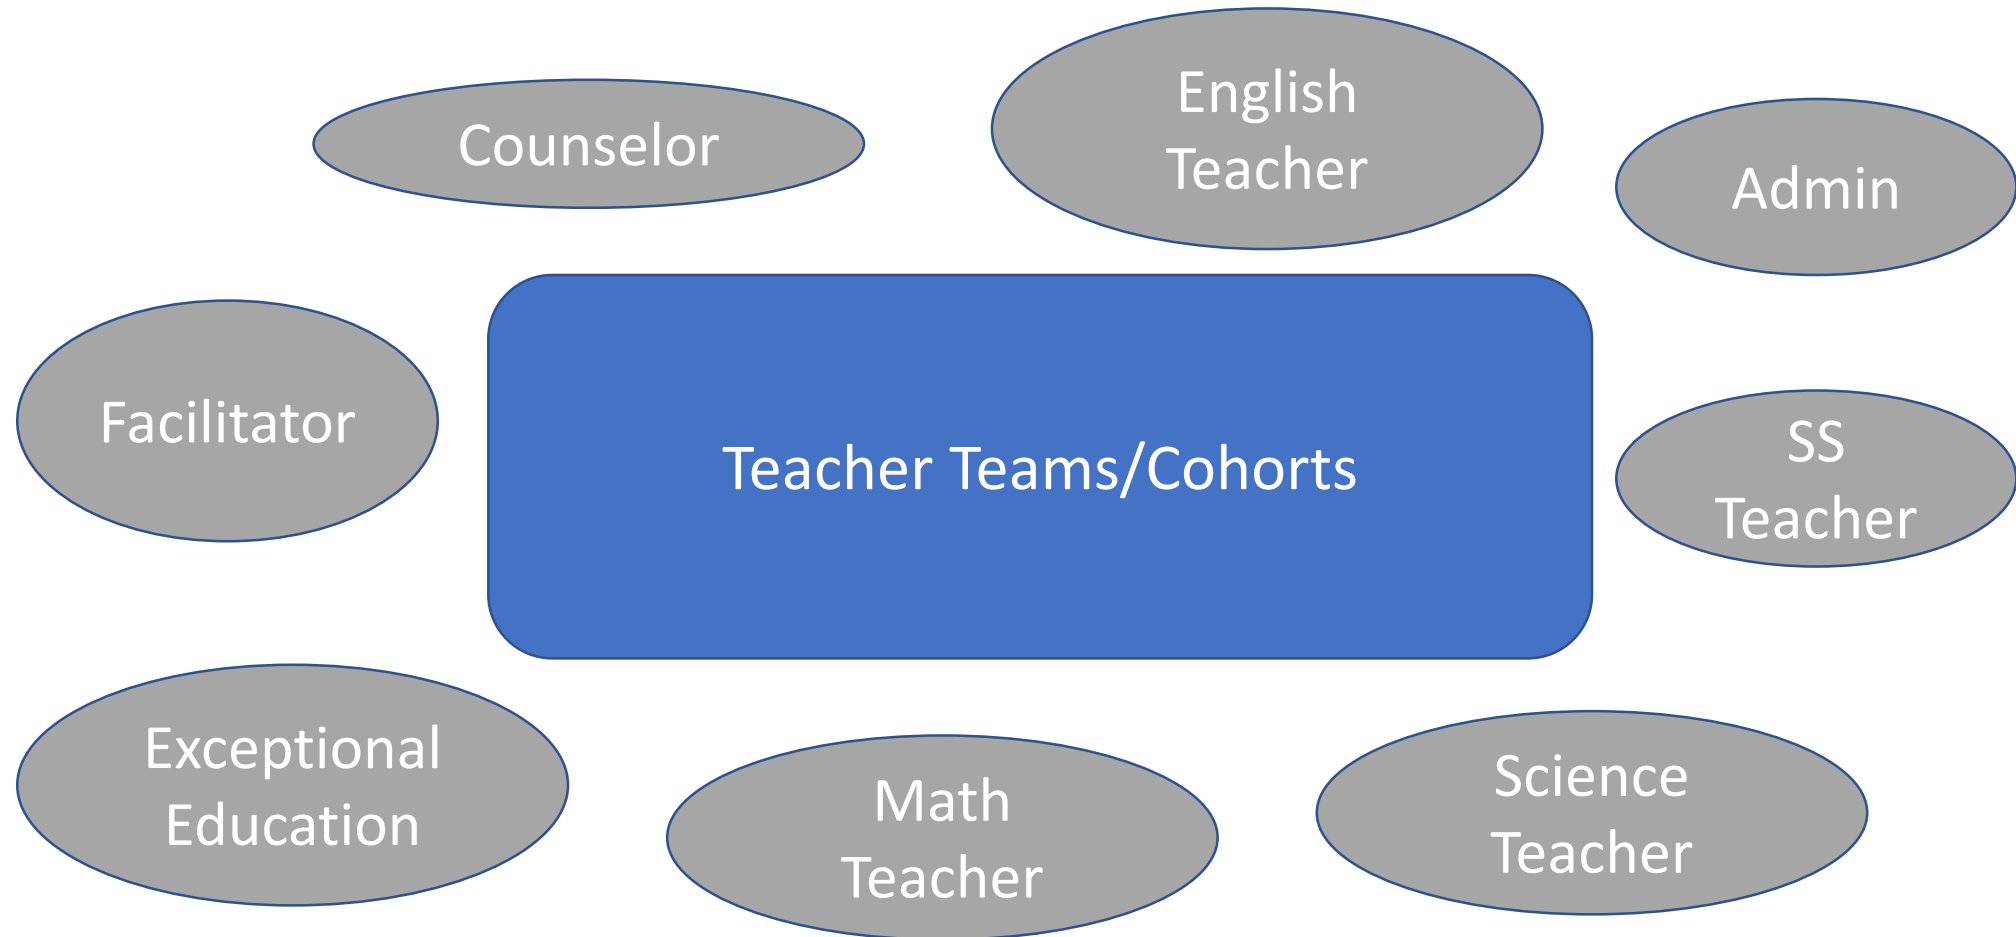 Counselor
English
Teacher
Admin
Facilitator
Teacher Teams/Cohorts
SS
Teacher
Exceptional
Education
Math
Teacher
Science
Teacher